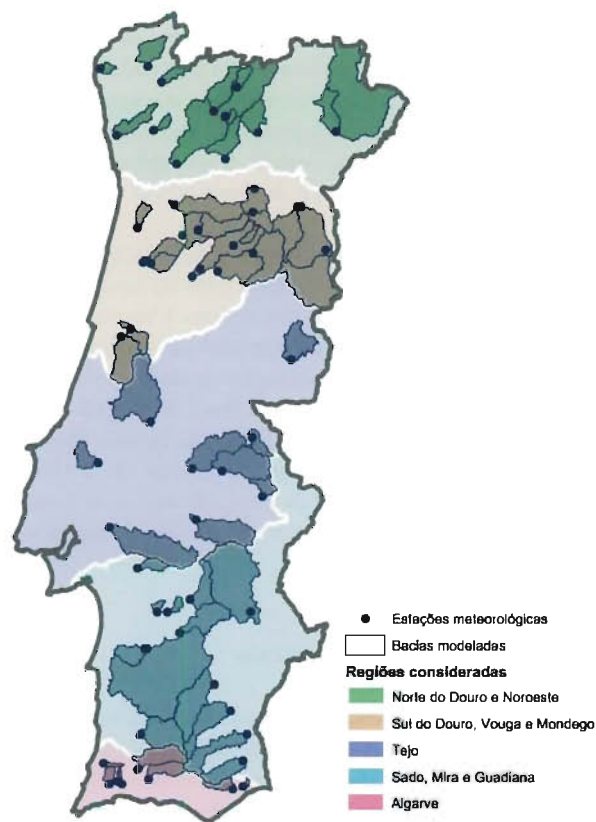 Estações meteorológicas
Bacias modeladas
Regiões consideradas
Norte do Douro e Noroeste
Sul do Douro, Vouga e Mondego
Tejo
Sado, Mira e Guadiana
Algarve